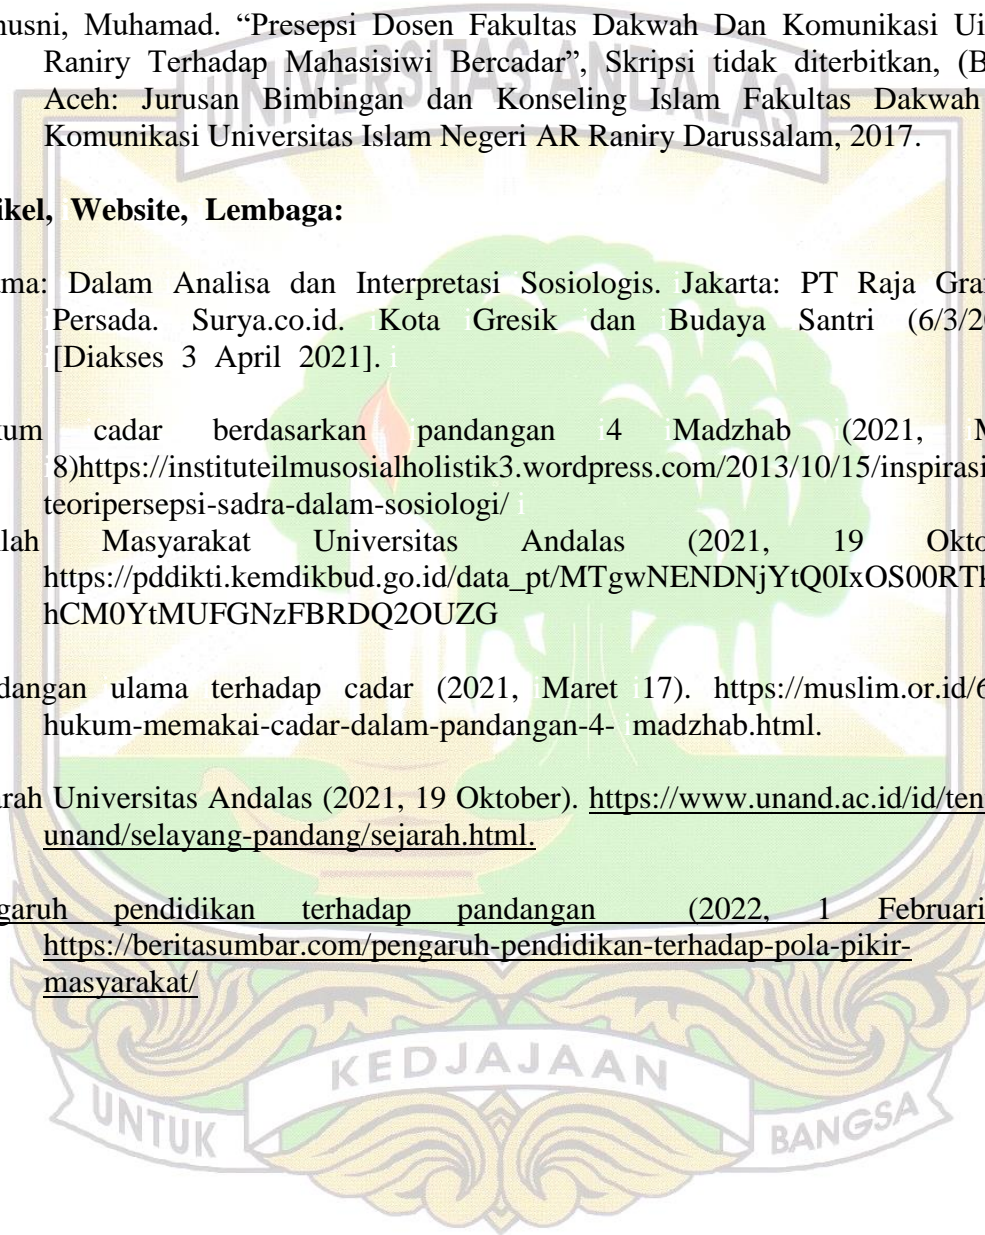 nusni, Muhamad. “Presepsi Dosen Fakultas Dakwah Dan Komunikasi Ui
Raniry Terhadap Mahasisiwi Bercadar”, Skripsi tidak diterbitkan, (B
Aceh: Jurusan Bimbingan dan Konseling Islam Fakultas Dakwah
Komunikasi Universitas Islam Negeri AR Raniry Darussalam, 2017.
ikel, Website, Lembaga:
ma: Dalam Analisa dan Interpretasi Sosiologis. Jakarta: PT Raja Gra
Persada. Surya.co.id. Kota Gresik dan Budaya Santri (6/3/20
[Diakses 3 April 2021].
kum cadar berdasarkan pandangan 4 Madzhab (2021, M
8)https://instituteilmusosialholistik3.wordpress.com/2013/10/15/inspirasi
teoripersepsi-sadra-dalam-sosiologi/
lah Masyarakat Universitas Andalas (2021, 19 Okto
https://pddikti.kemdikbud.go.id/data_pt/MTgwNENDNjYtQ0IxOS00RTk
hCM0YtMUFGNzFBRDQ2OUZG
dangan ulama terhadap cadar (2021, Maret 17). https://muslim.or.id/6
hukum-memakai-cadar-dalam-pandangan-4- madzhab.html.
arah Universitas Andalas (2021, 19 Oktober). https://www.unand.ac.id/id/ten
unand/selayang-pandang/sejarah.html.
garuh pendidikan terhadap pandangan (2022, 1 Februari
https://beritasumbar.com/pengaruh-pendidikan-terhadap-pola-pikir-
masyarakat/
UNIVERSITAS ANDALAS
UNTUK KEDJAJAAN BANGSA